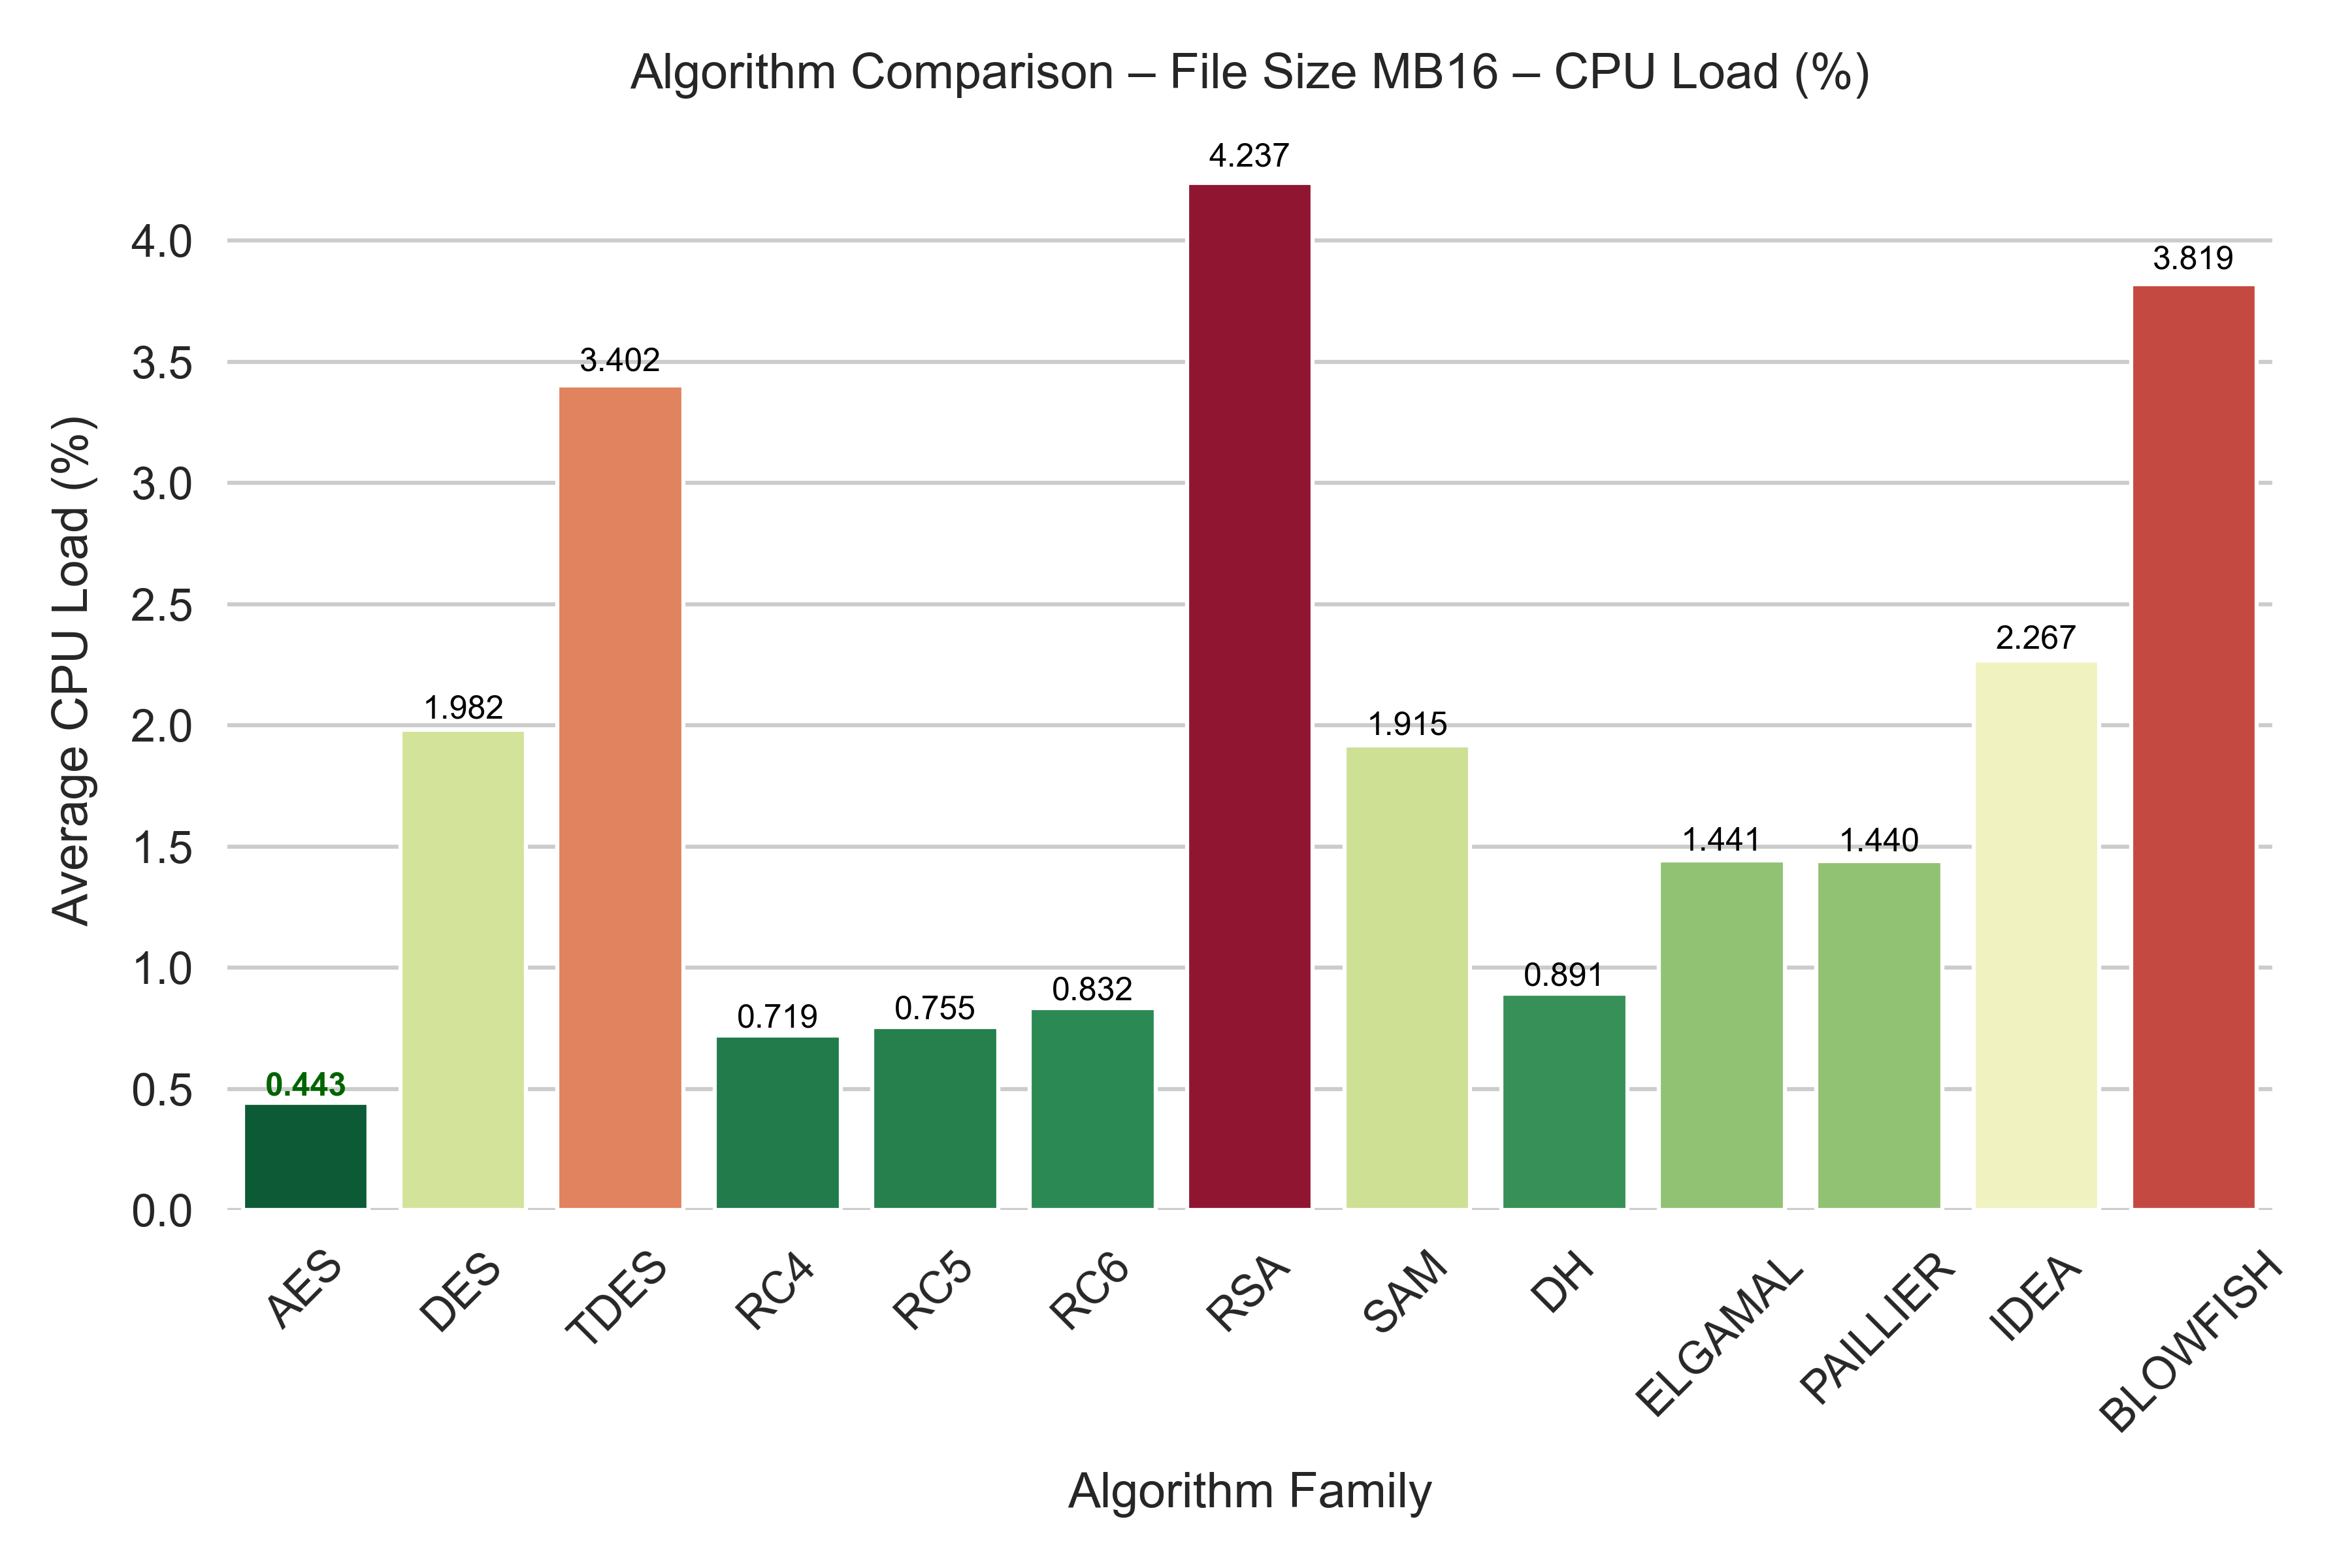 Algorithm Comparison – File Size MB16 – CPU Load (%)
Average CPU Load (%)
4.0
3.5
3.0
2.5
2.0
1.5
1.0
0.5
0.0
0.443
1.982
3.402
0.719
0.755
0.832
4.237
1.915
0.891
1.441
1.440
2.267
3.819
AES
DES
TDES
RC4
RC5
RC6
RSA
SAM
DH
ELGAMAL
PAILLIER
IDEA
BLOWFISH
Algorithm Family